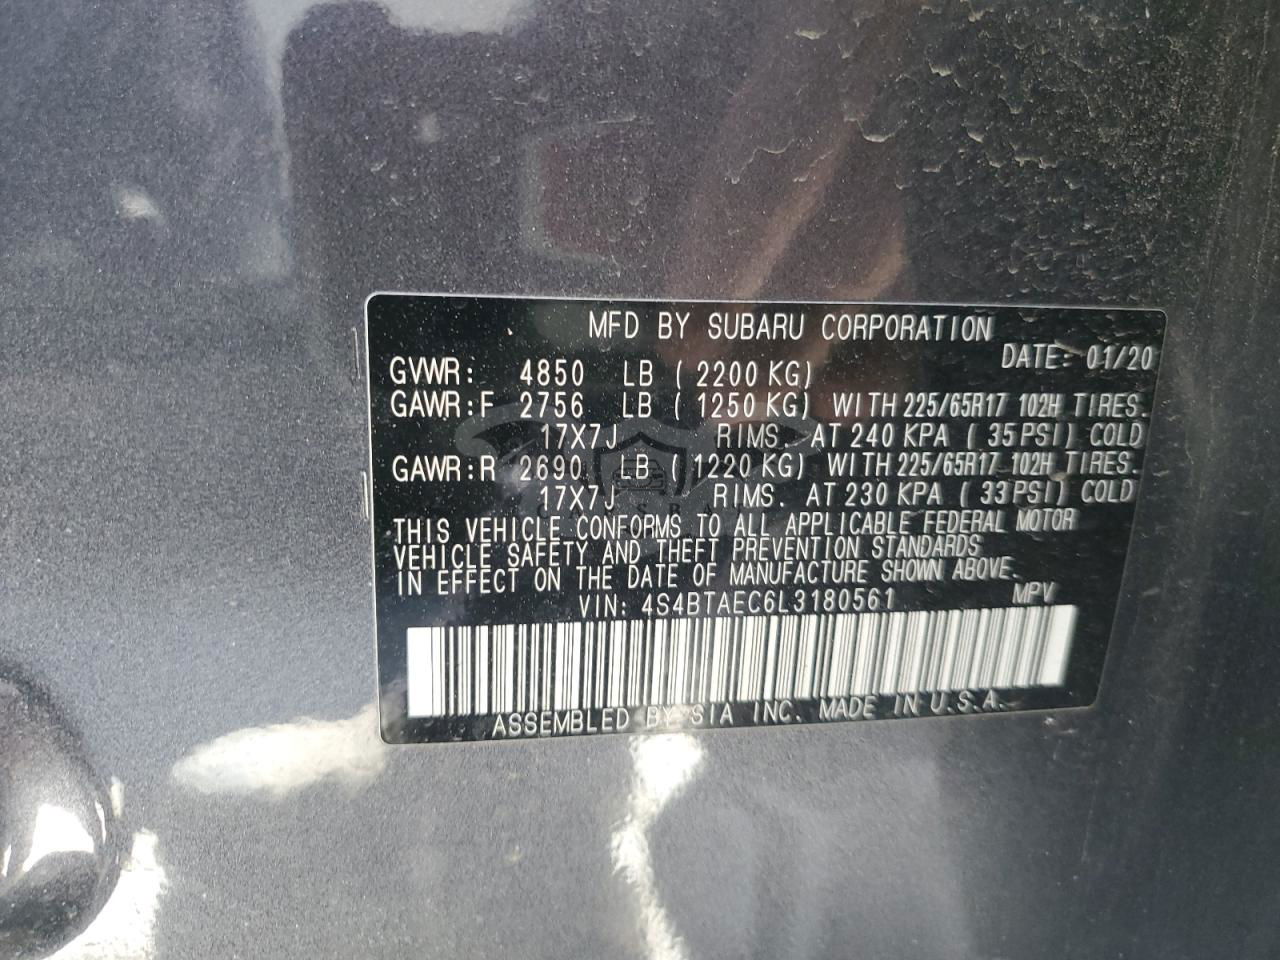 MFD BY SUBARU CORPORATION
DATE: 01/20
GVWR: 4850 LB ( 2200 KG)
GAWR:F 2756 LB ( 1250 KG) WITH 225/65R17 102H TIRES.
17X7J RIMS. AT 240 KPA ( 35 PSI) COLD
GAWR:R 2690 LB ( 1220 KG) WITH 225/65R17 102H TIRES.
17X7J RIMS. AT 230 KPA ( 33 PSI) COLD
THIS VEHICLE CONFORMS TO ALL APPLICABLE FEDERAL MOTOR
VEHICLE SAFETY AND THEFT PREVENTION STANDARDS
IN EFFECT ON THE DATE OF MANUFACTURE SHOWN ABOVE.
VIN: 4S4BTAEC6L3180561 MPV
ASSEMBLED BY SIA INC. MADE IN U.S.A.